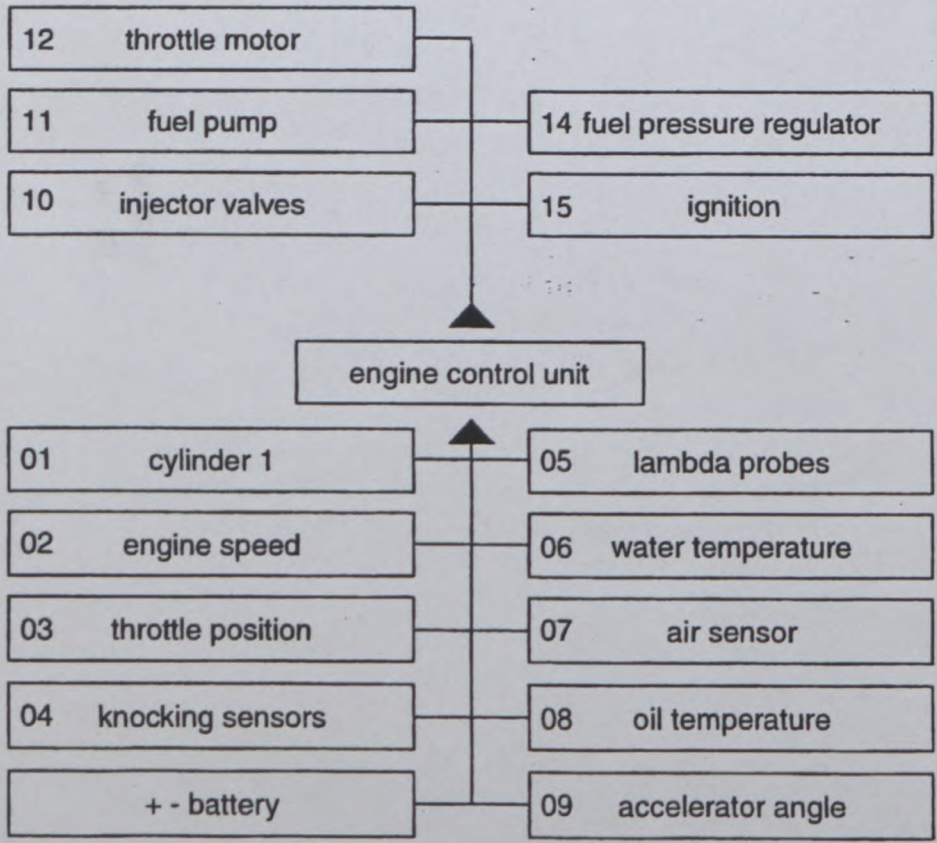 12 throttle motor
11 fuel pump
14 fuel pressure regulator
10 injector valves
15 ignition
engine control unit
01 cylinder 1
05 lambda probes
02 engine speed
06 water temperature
03 throttle position
07 air sensor
04 knocking sensors
08 oil temperature
+ - battery
09 accelerator angle